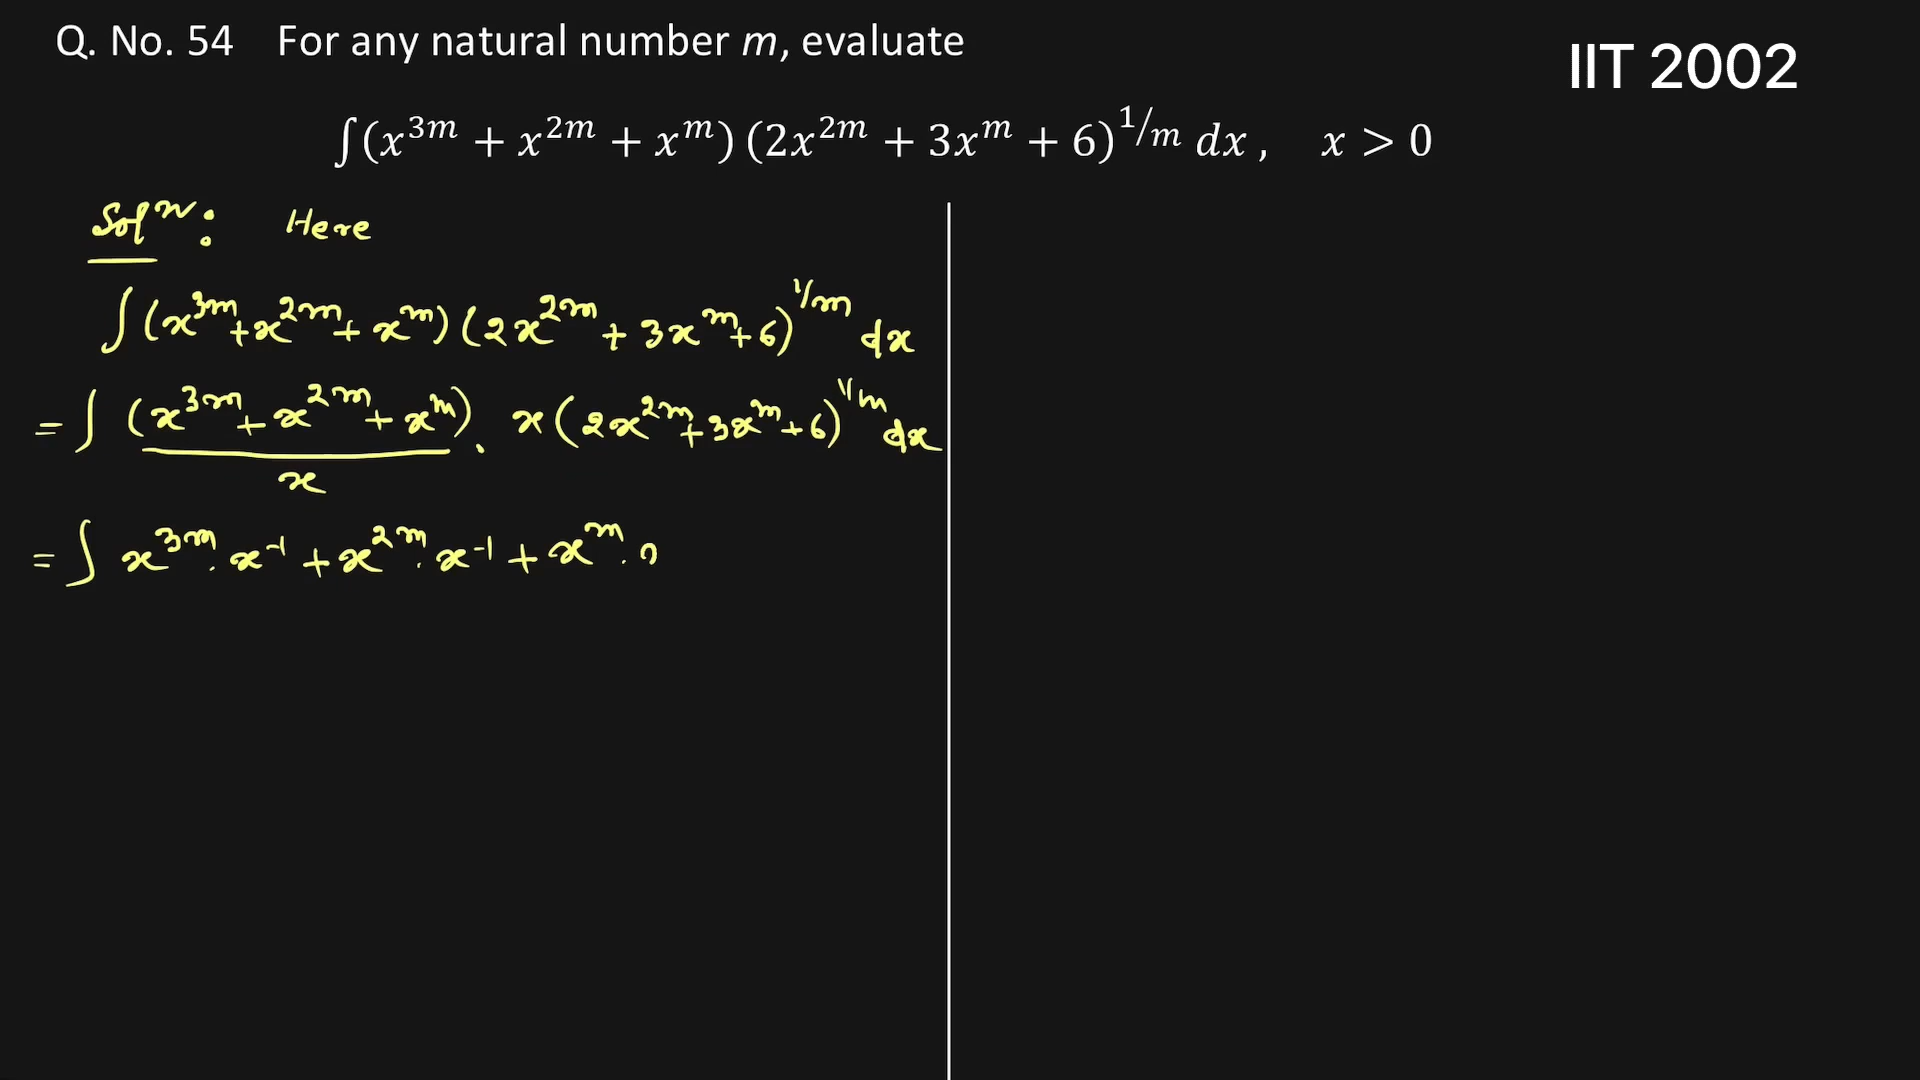 Q. No. 54 For any natural number m, evaluate
IIT 2002
∫(x^{3m} + x^{2m} + x^m)(2x^{2m} + 3x^m + 6)^{1/m} dx, x > 0
Solⁿ: Here
∫(x^{3m} + x^{2m} + x^m)(2x^{2m} + 3x^m + 6)^{1/m} dx
= ∫ (x^{3m} + x^{2m} + x^m)/x · x(2x^{2m} + 3x^m + 6)^{1/m} dx
= ∫ x^{3m} · x^{-1} + x^{2m} · x^{-1} + x^m ·